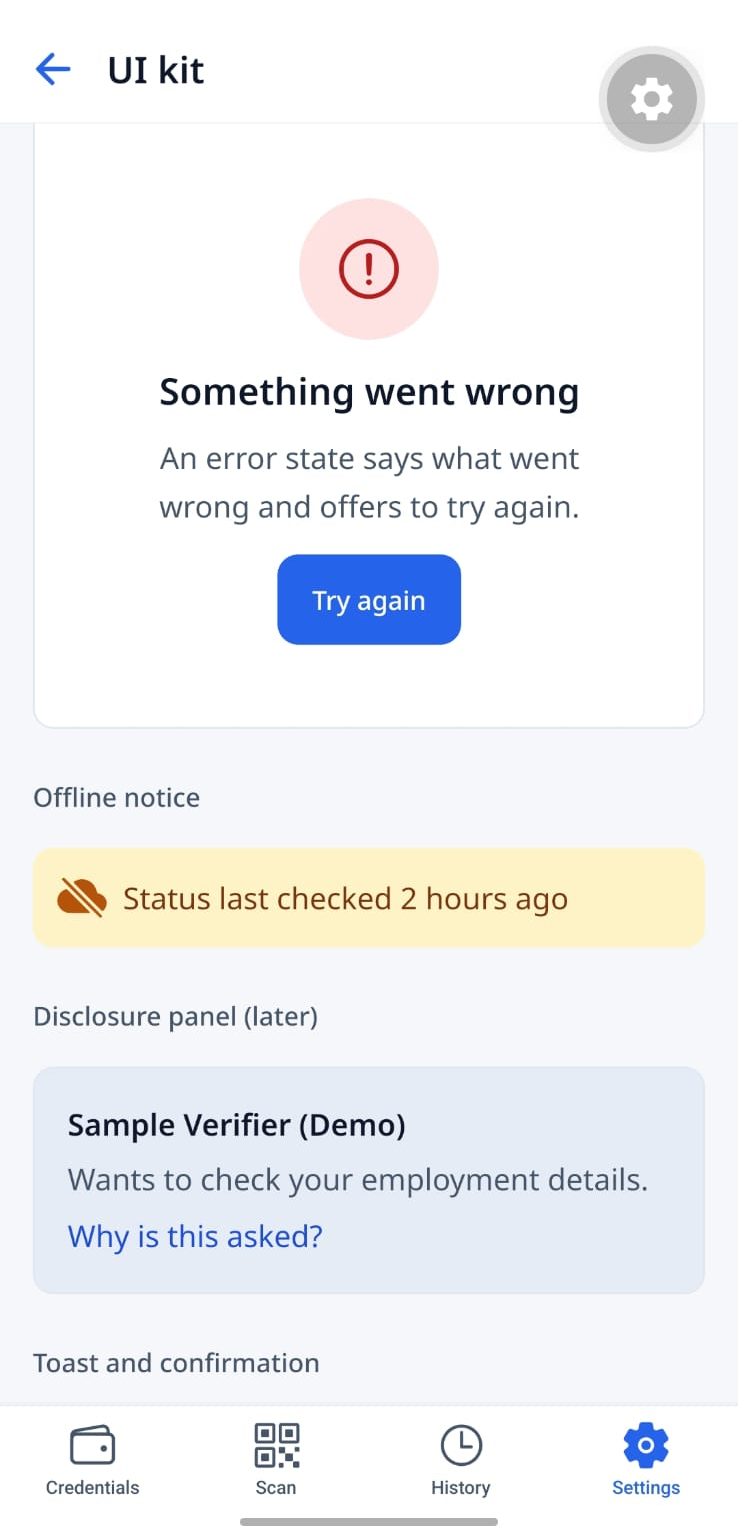 UI kit
Something went wrong
An error state says what went
wrong and offers to try again.
Try again
Offline notice
Status last checked 2 hours ago
Disclosure panel (later)
Sample Verifier (Demo)
Wants to check your employment details.
Why is this asked?
Toast and confirmation
Credentials
Scan
History
Settings